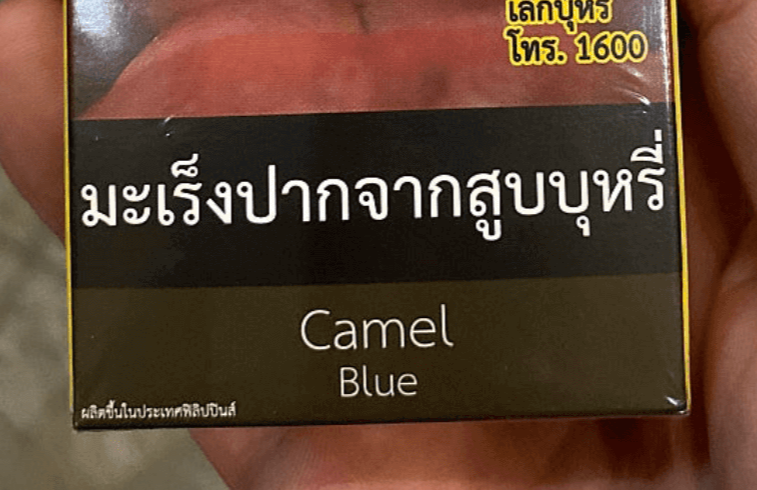 เลิกบุหรี่
โทร. 1600
มะเร็งปากจากสูบบุหรี่
Camel
Blue
ผลิตขึ้นในประเทศฟิลิปปินส์